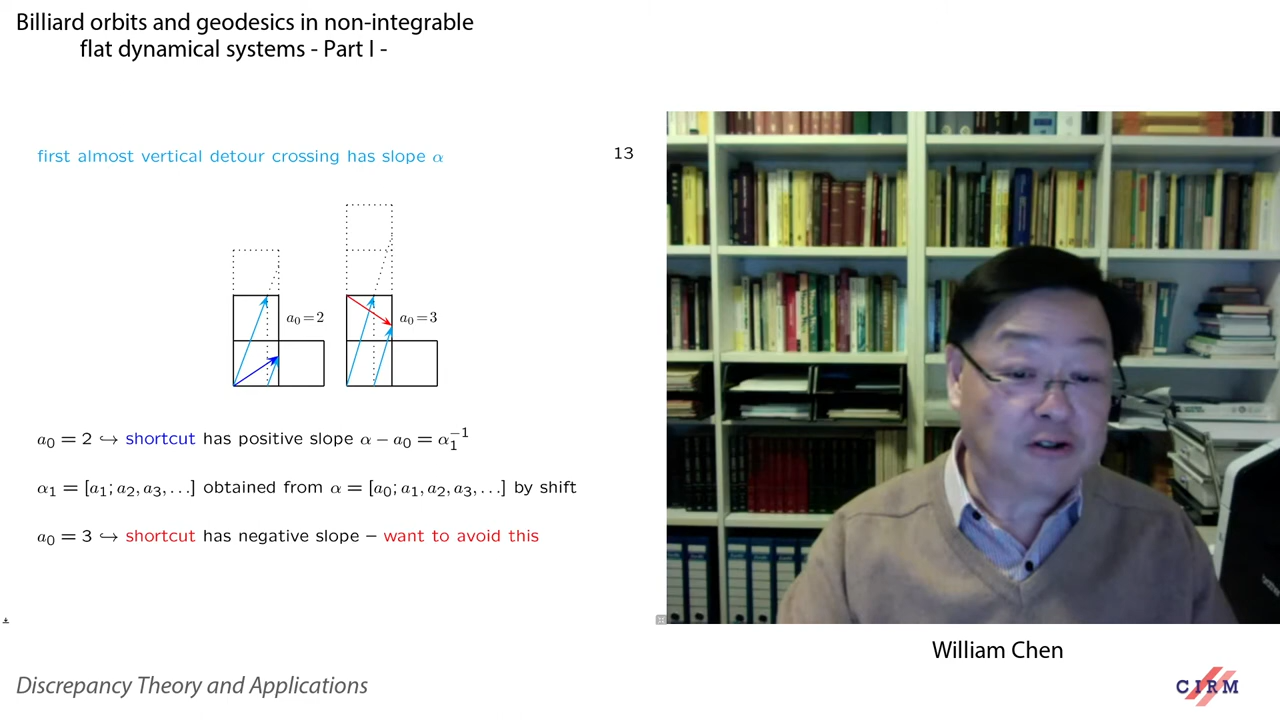 Billiard orbits and geodesics in non-integrable
flat dynamical systems - Part I -
first almost vertical detour crossing has slope α
13
a₀=2
a₀=3
a₀ = 2 ↪ shortcut has positive slope α − a₀ = α₁⁻¹
α₁ = [a₁; a₂, a₃, . . .] obtained from α = [a₀; a₁, a₂, a₃, . . .] by shift
a₀ = 3 ↪ shortcut has negative slope – want to avoid this
William Chen
Discrepancy Theory and Applications
CIRM